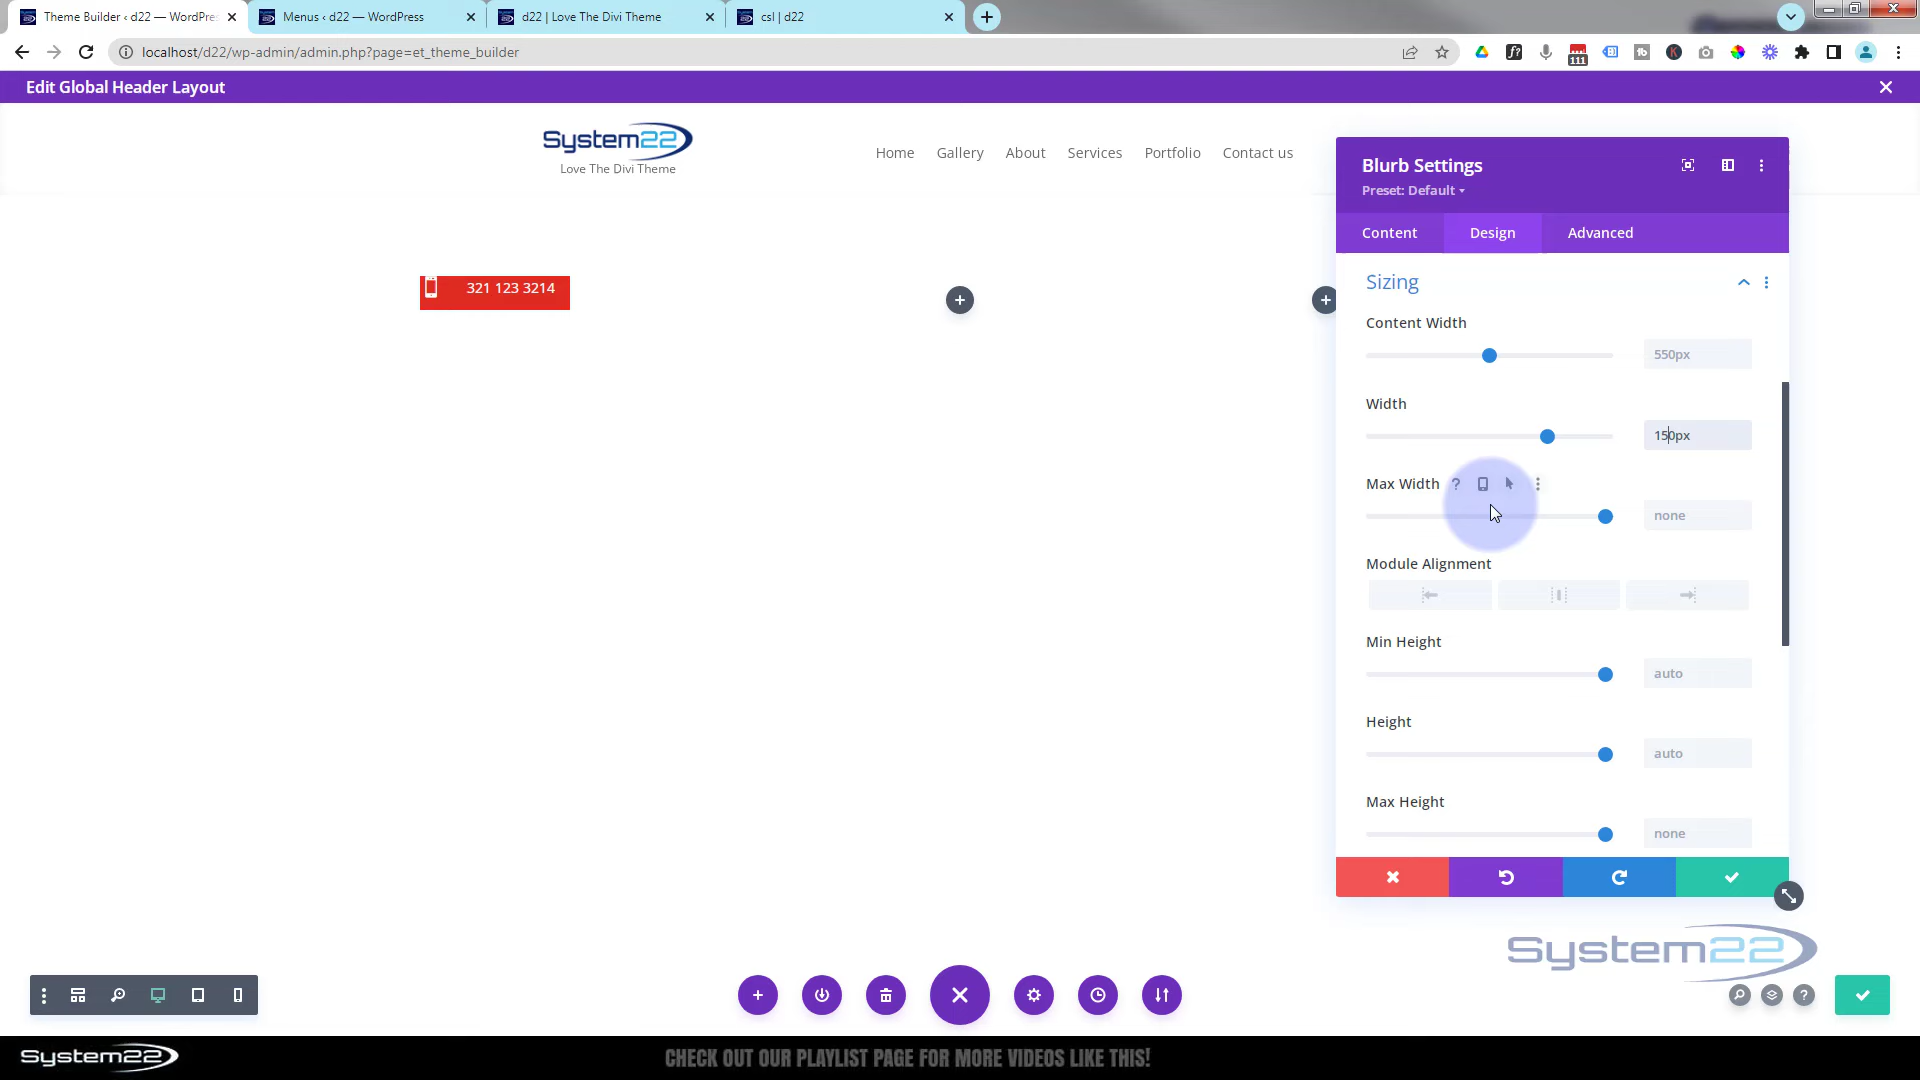 Theme Builder ‹ d22 — WordPres
Menus ‹ d22 — WordPress
d22 | Love The Divi Theme
csl | d22
localhost/d22/wp-admin/admin.php?page=et_theme_builder
111
Edit Global Header Layout
System22
Love The Divi Theme
Home
Gallery
About
Services
Portfolio
Contact us
321 123 3214
Blurb Settings
Preset: Default
Content
Design
Advanced
Sizing
Content Width
550px
Width
150px
Max Width
none
Module Alignment
Min Height
auto
Height
auto
Max Height
none
System22
System22
CHECK OUT OUR PLAYLIST PAGE FOR MORE VIDEOS LIKE THIS!